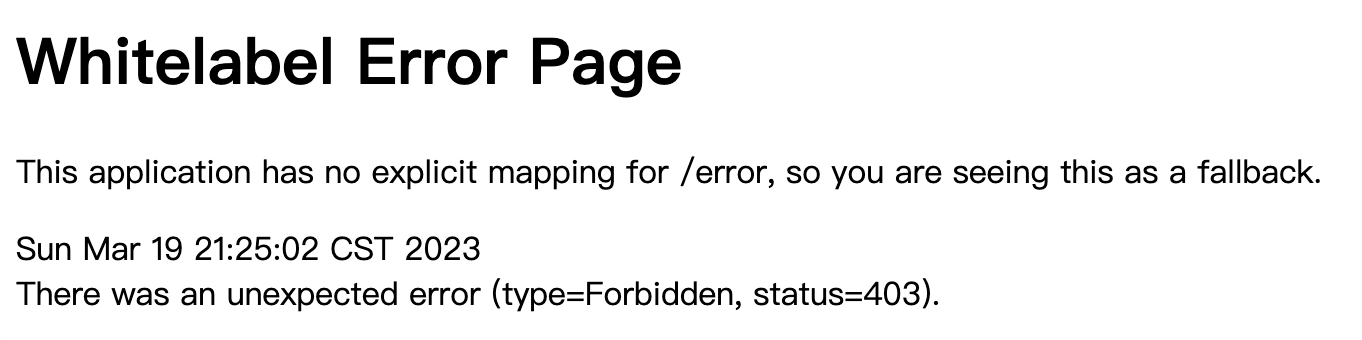 Whitelabel Error Page
This application has no explicit mapping for /error, so you are seeing this as a fallback.
Sun Mar 19 21:25:02 CST 2023
There was an unexpected error (type=Forbidden, status=403).